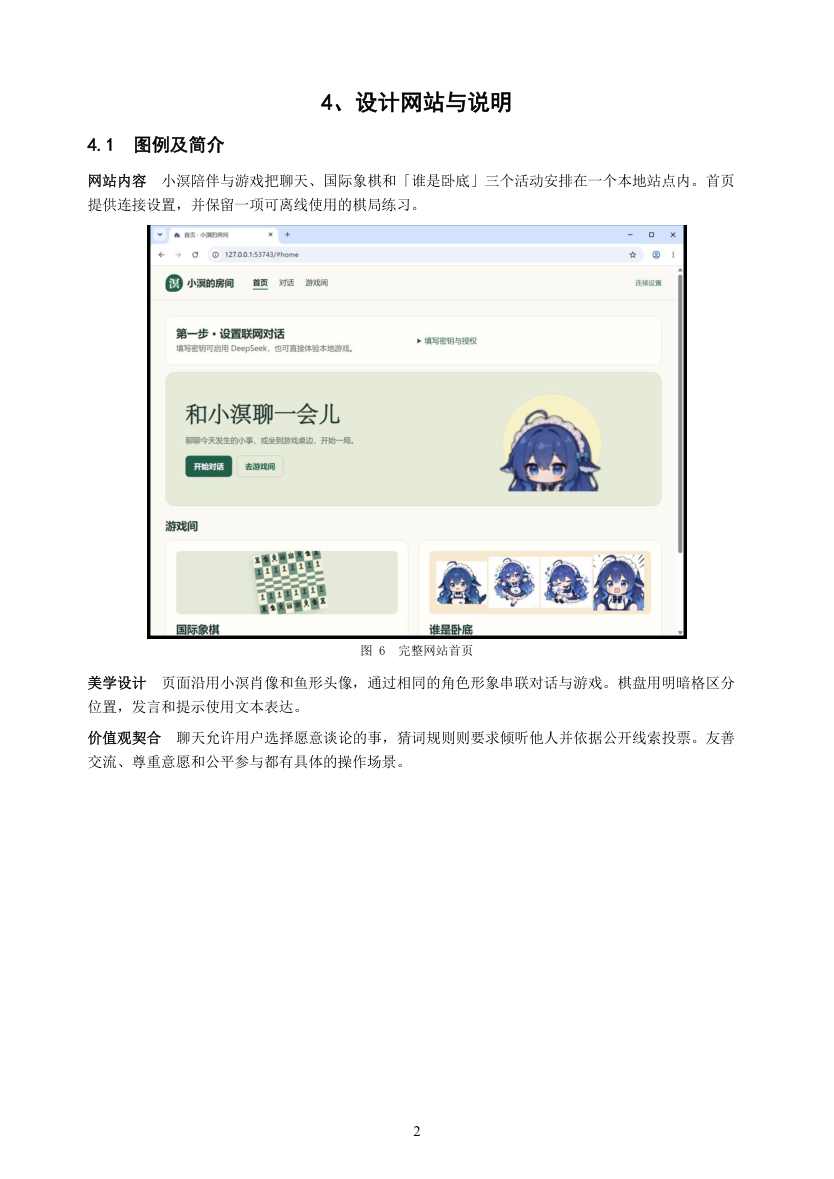 4、设计网站与说明
4.1 图例及简介
网站内容 小溟陪伴与游戏把聊天、国际象棋和「谁是卧底」三个活动安排在一个本地站点内。首页
提供连接设置，并保留一项可离线使用的棋局练习。
首页 · 小溟的房间
127.0.0.1:53743/#home
溟 小溟的房间 首页 对话 游戏间 连接设置
第一步 · 设置联网对话
填写密钥可启用 DeepSeek，也可直接体验本地游戏。
▶ 填写密钥与授权
和小溟聊一会儿
聊聊今天发生的小事，或坐到游戏桌边，开始一局。
开始对话 去游戏间
游戏间
国际象棋 谁是卧底
图 6 完整网站首页
美学设计 页面沿用小溟肖像和鱼形头像，通过相同的角色形象串联对话与游戏。棋盘用明暗格区分
位置，发言和提示使用文本表达。
价值观契合 聊天允许用户选择愿意谈论的事，猜词规则则要求倾听他人并依据公开线索投票。友善
交流、尊重意愿和公平参与都有具体的操作场景。
2